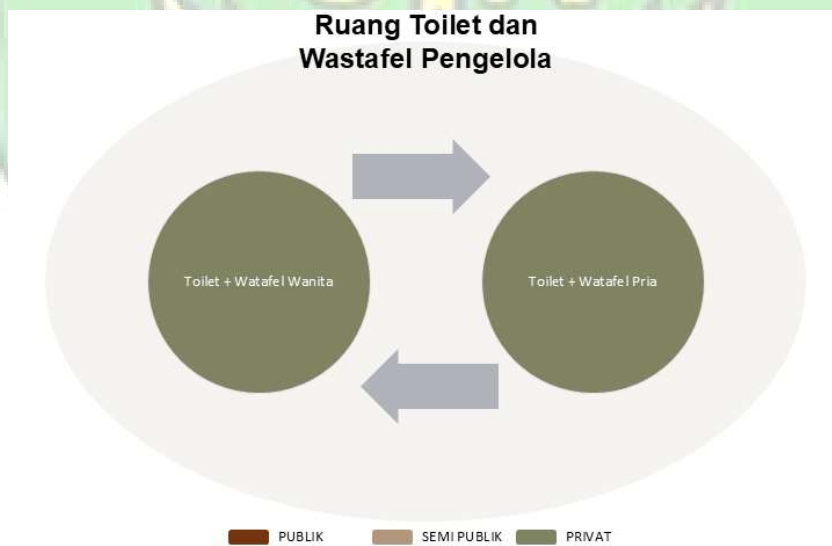 Ruang Toilet dan
Wastafel Pengelola
Toilet + Watafel Wanita
Toilet + Watafel Pria
PUBLIK
SEMI PUBLIK
PRIVAT